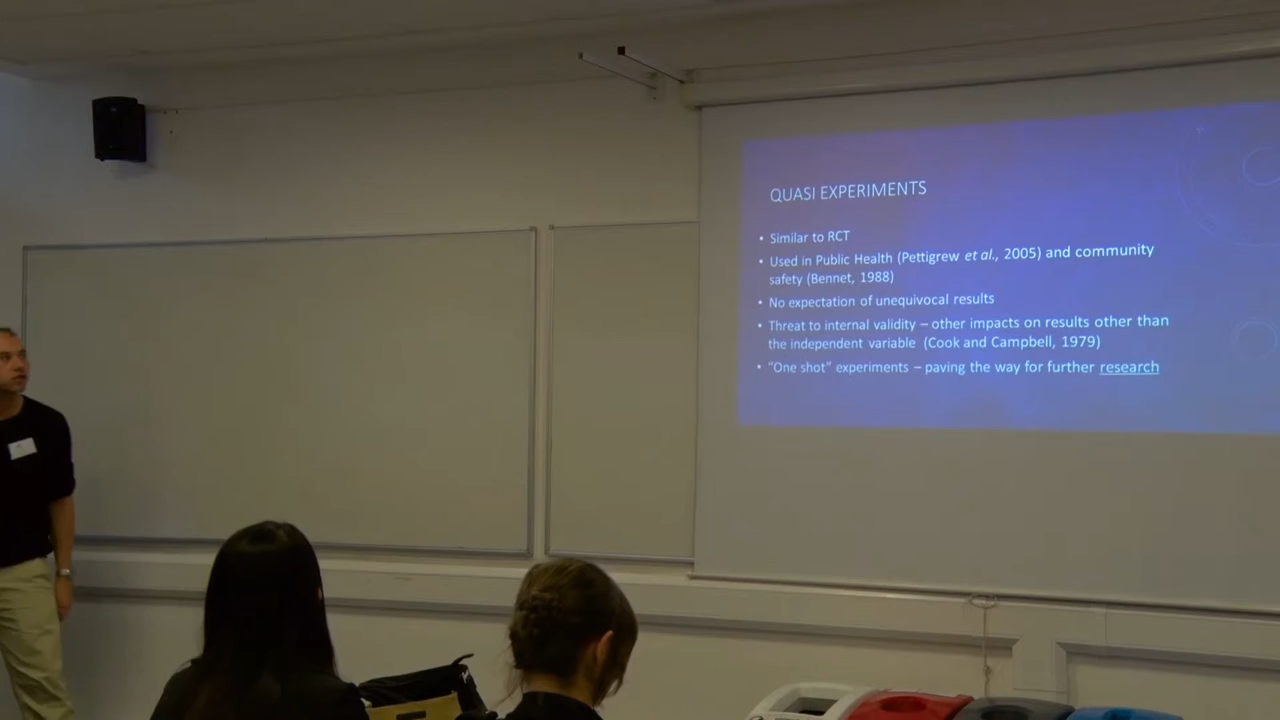 QUASI EXPERIMENTS
• Similar to RCT
• Used in Public Health (Pettigrew et al., 2005) and community
safety (Bennet, 1988)
• No expectation of unequivocal results
• Threat to internal validity – other impacts on results other than
the independent variable (Cook and Campbell, 1979)
• “One shot” experiments – paving the way for further research